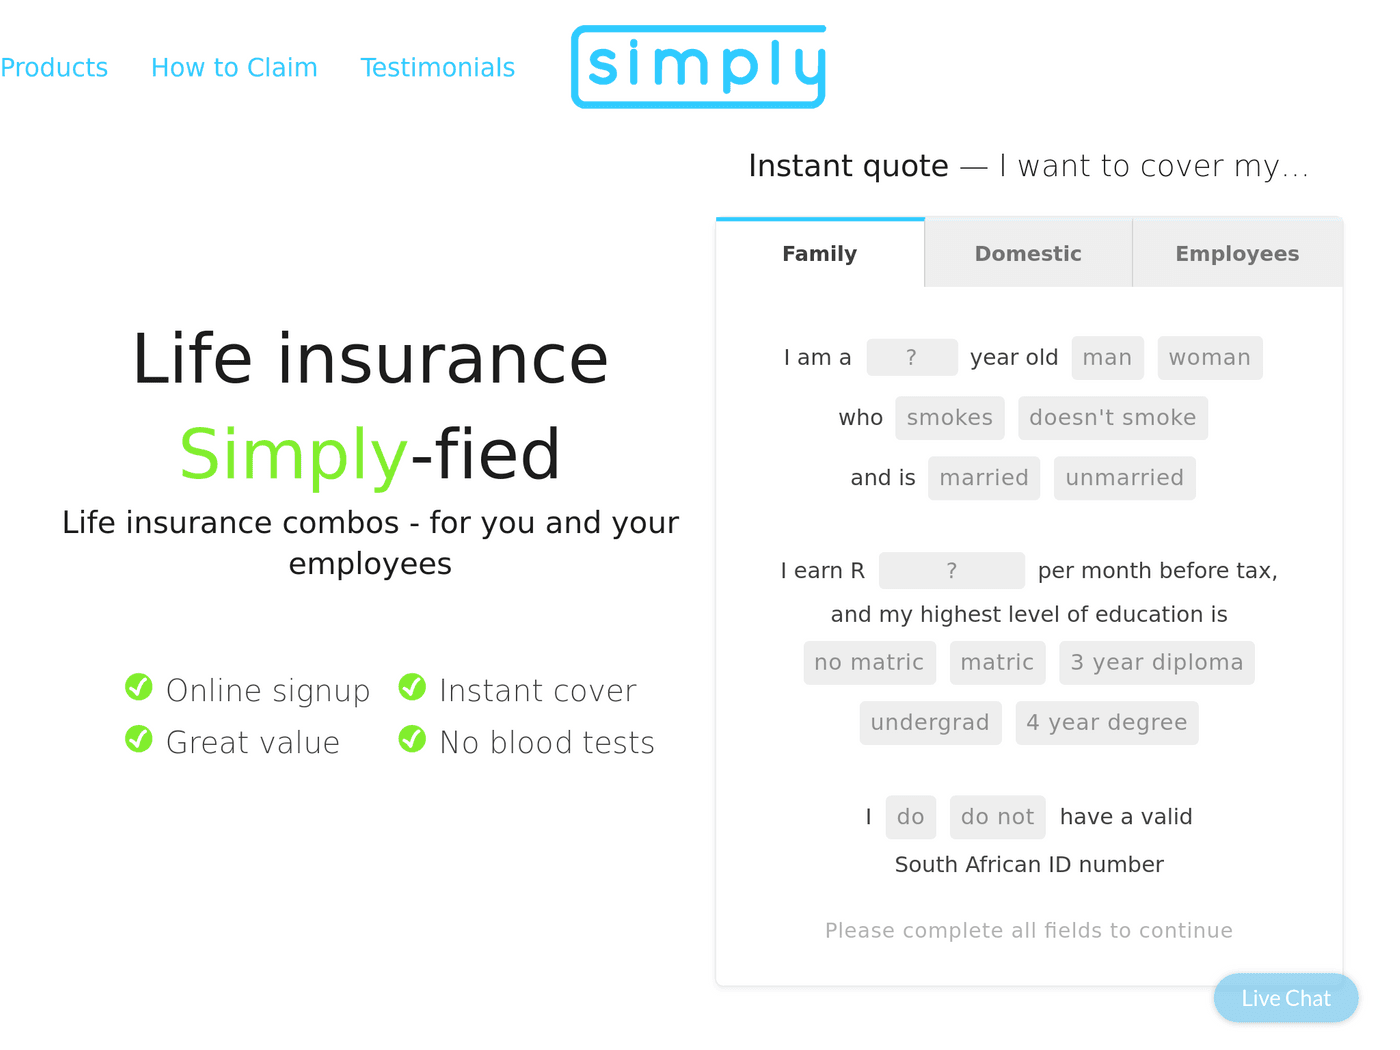 Products How to Claim Testimonials
simply
Instant quote — I want to cover my...
Family Domestic Employees
Life insurance
Simply-fied
Life insurance combos - for you and your
employees
Online signup Instant cover
Great value No blood tests
I am a ? year old man woman
who smokes doesn't smoke
and is married unmarried
I earn R ? per month before tax,
and my highest level of education is
no matric matric 3 year diploma
undergrad 4 year degree
I do do not have a valid
South African ID number
Please complete all fields to continue
Live Chat